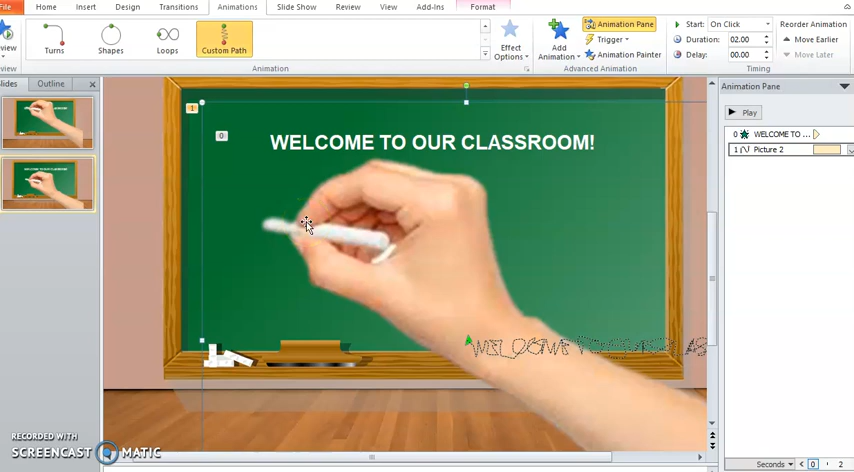 File Home Insert Design Transitions Animations Slide Show Review View Add-Ins Format
Turns Shapes Loops Custom Path
Effect Options
Add Animation
Animation Pane
Trigger
Animation Painter
Start: On Click
Duration: 02.00
Delay: 00.00
Reorder Animation
Move Earlier
Move Later
Animation Advanced Animation Timing
Outline
Animation Pane
Play
0 WELCOME TO ...
1 Picture 2
1
0
WELCOME TO OUR CLASSROOM!
RECORDED WITH
SCREENCAST MATIC
Seconds 0 2